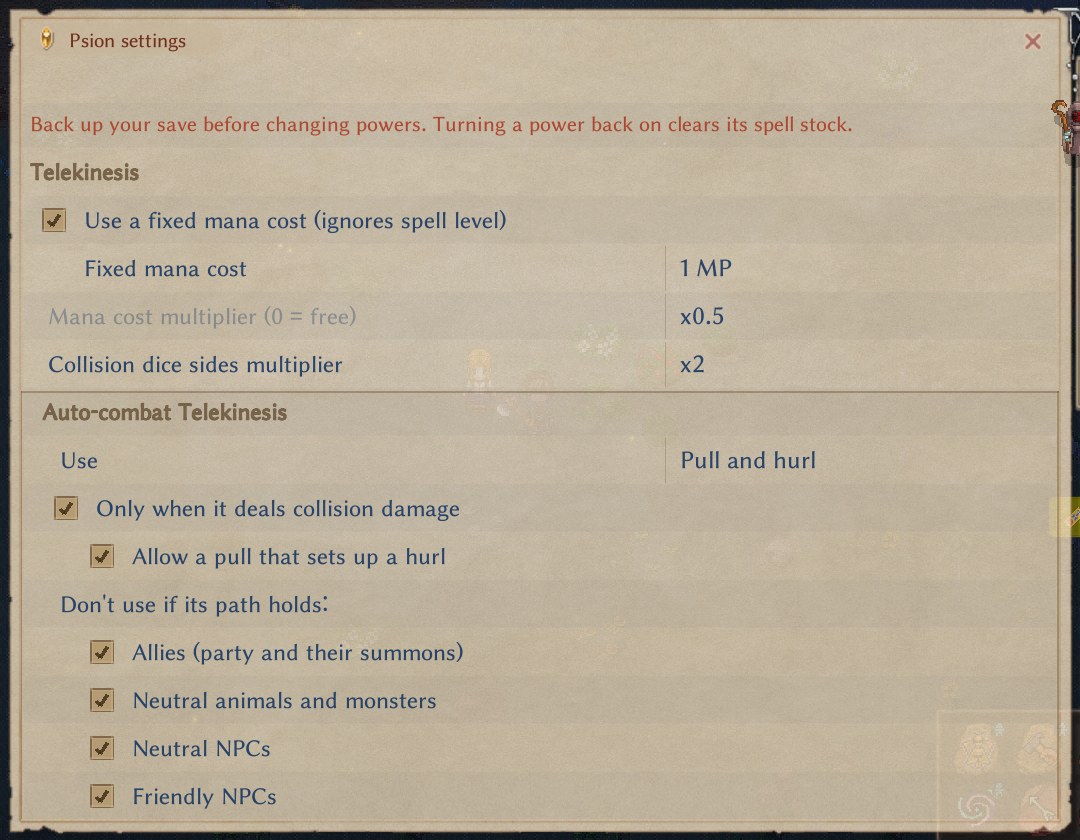 Psion settings
Back up your save before changing powers. Turning a power back on clears its spell stock.
Telekinesis
Use a fixed mana cost (ignores spell level)
Fixed mana cost 1 MP
Mana cost multiplier (0 = free) x0.5
Collision dice sides multiplier x2
Auto-combat Telekinesis
Use Pull and hurl
Only when it deals collision damage
Allow a pull that sets up a hurl
Don't use if its path holds:
Allies (party and their summons)
Neutral animals and monsters
Neutral NPCs
Friendly NPCs